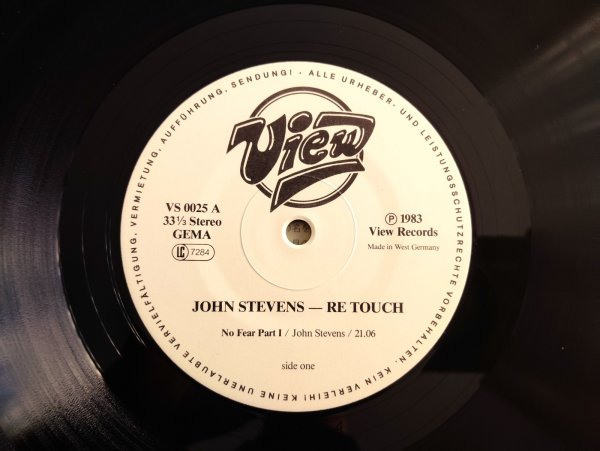 ALLE URHEBER- UND LEISTUNGSSCHUTZRECHTE VORBEHALTEN. KEIN VERLEIH! KEINE UNERLAUBTE VERVIELFÄLTIGUNG, VERMIETUNG, AUFFÜHRUNG, SENDUNG! ·
View
VS 0025 A
33 1/3 Stereo
GEMA
LC 7284
Ⓟ 1983
View Records
Made in West Germany
JOHN STEVENS — RE TOUCH
No Fear Part I / John Stevens / 21.06
side one